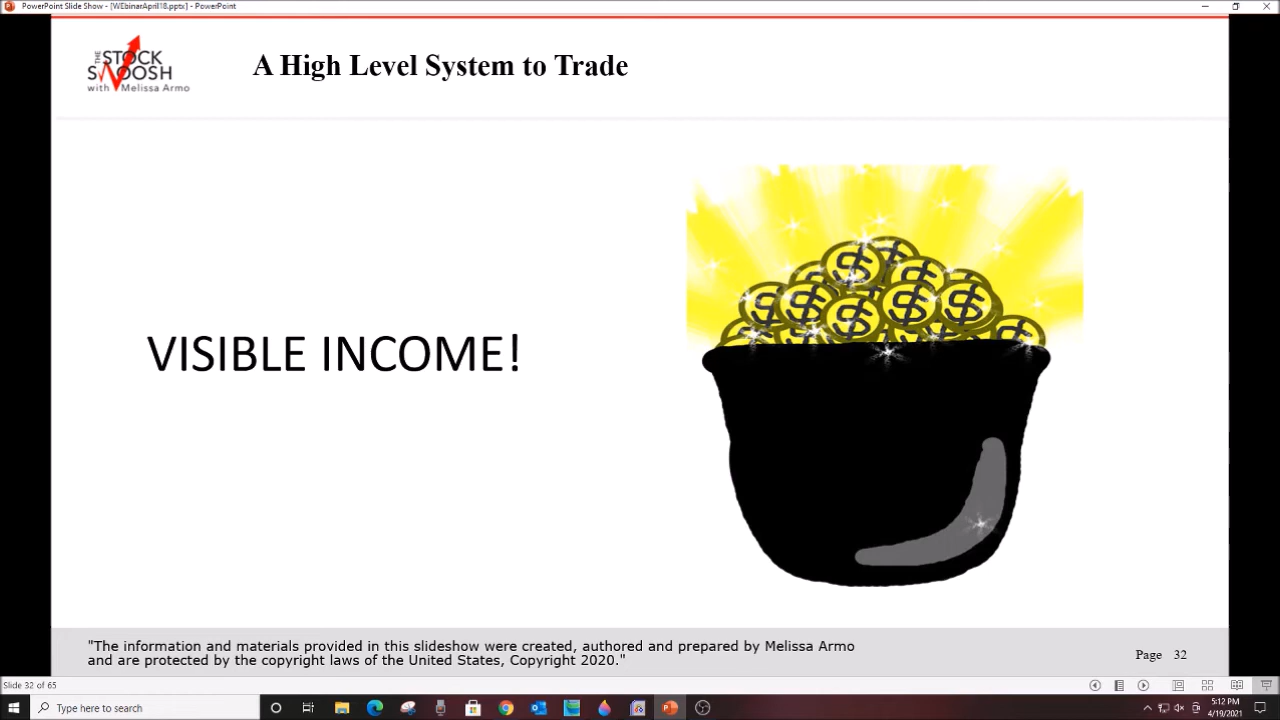 PowerPoint Slide Show - [WEbinarApril18.pptx] - PowerPoint
THE STOCK
SWOOSH
with Melissa Armo
A High Level System to Trade
$ $ $ $ $ $ $ $ $ $
VISIBLE INCOME!
"The information and materials provided in this slideshow were created, authored and prepared by Melissa Armo
and are protected by the copyright laws of the United States, Copyright 2020."
Page 32
Slide 32 of 65
Type here to search
5:12 PM
4/19/2021